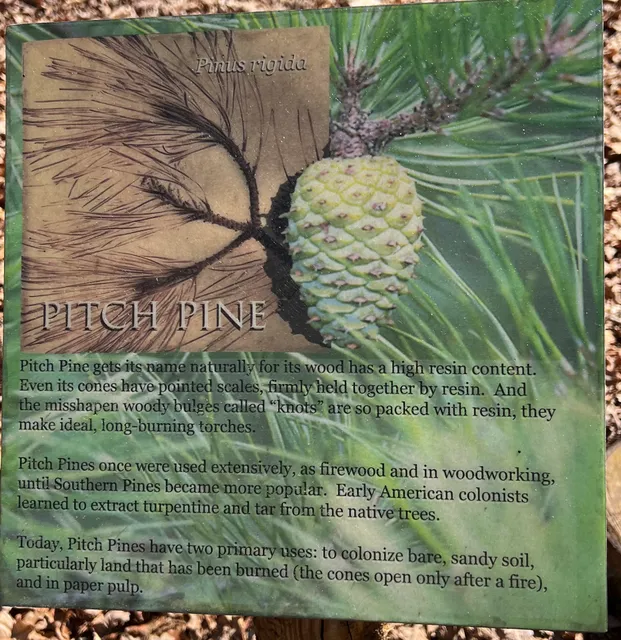 Pinus rigida
PITCH PINE
Pitch Pine gets its name naturally for its wood has a high resin content.
Even its cones have pointed scales, firmly held together by resin. And
the misshapen woody bulges called “knots” are so packed with resin, they
make ideal, long-burning torches.
Pitch Pines once were used extensively, as firewood and in woodworking,
until Southern Pines became more popular. Early American colonists
learned to extract turpentine and tar from the native trees.
Today, Pitch Pines have two primary uses: to colonize bare, sandy soil,
particularly land that has been burned (the cones open only after a fire),
and in paper pulp.